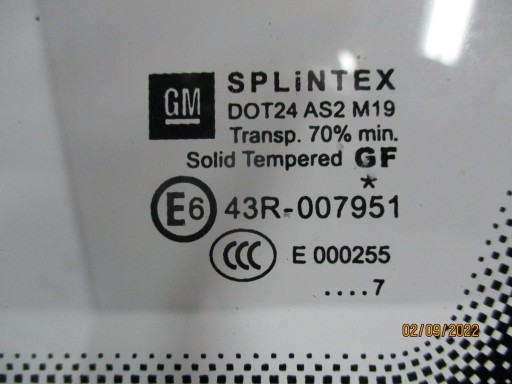 GM
SPLiNTEX
DOT24 AS2 M19
Transp. 70% min.
Solid Tempered GF
*
E6 43R-007951
CCC E 000255
....7
02/09/2022